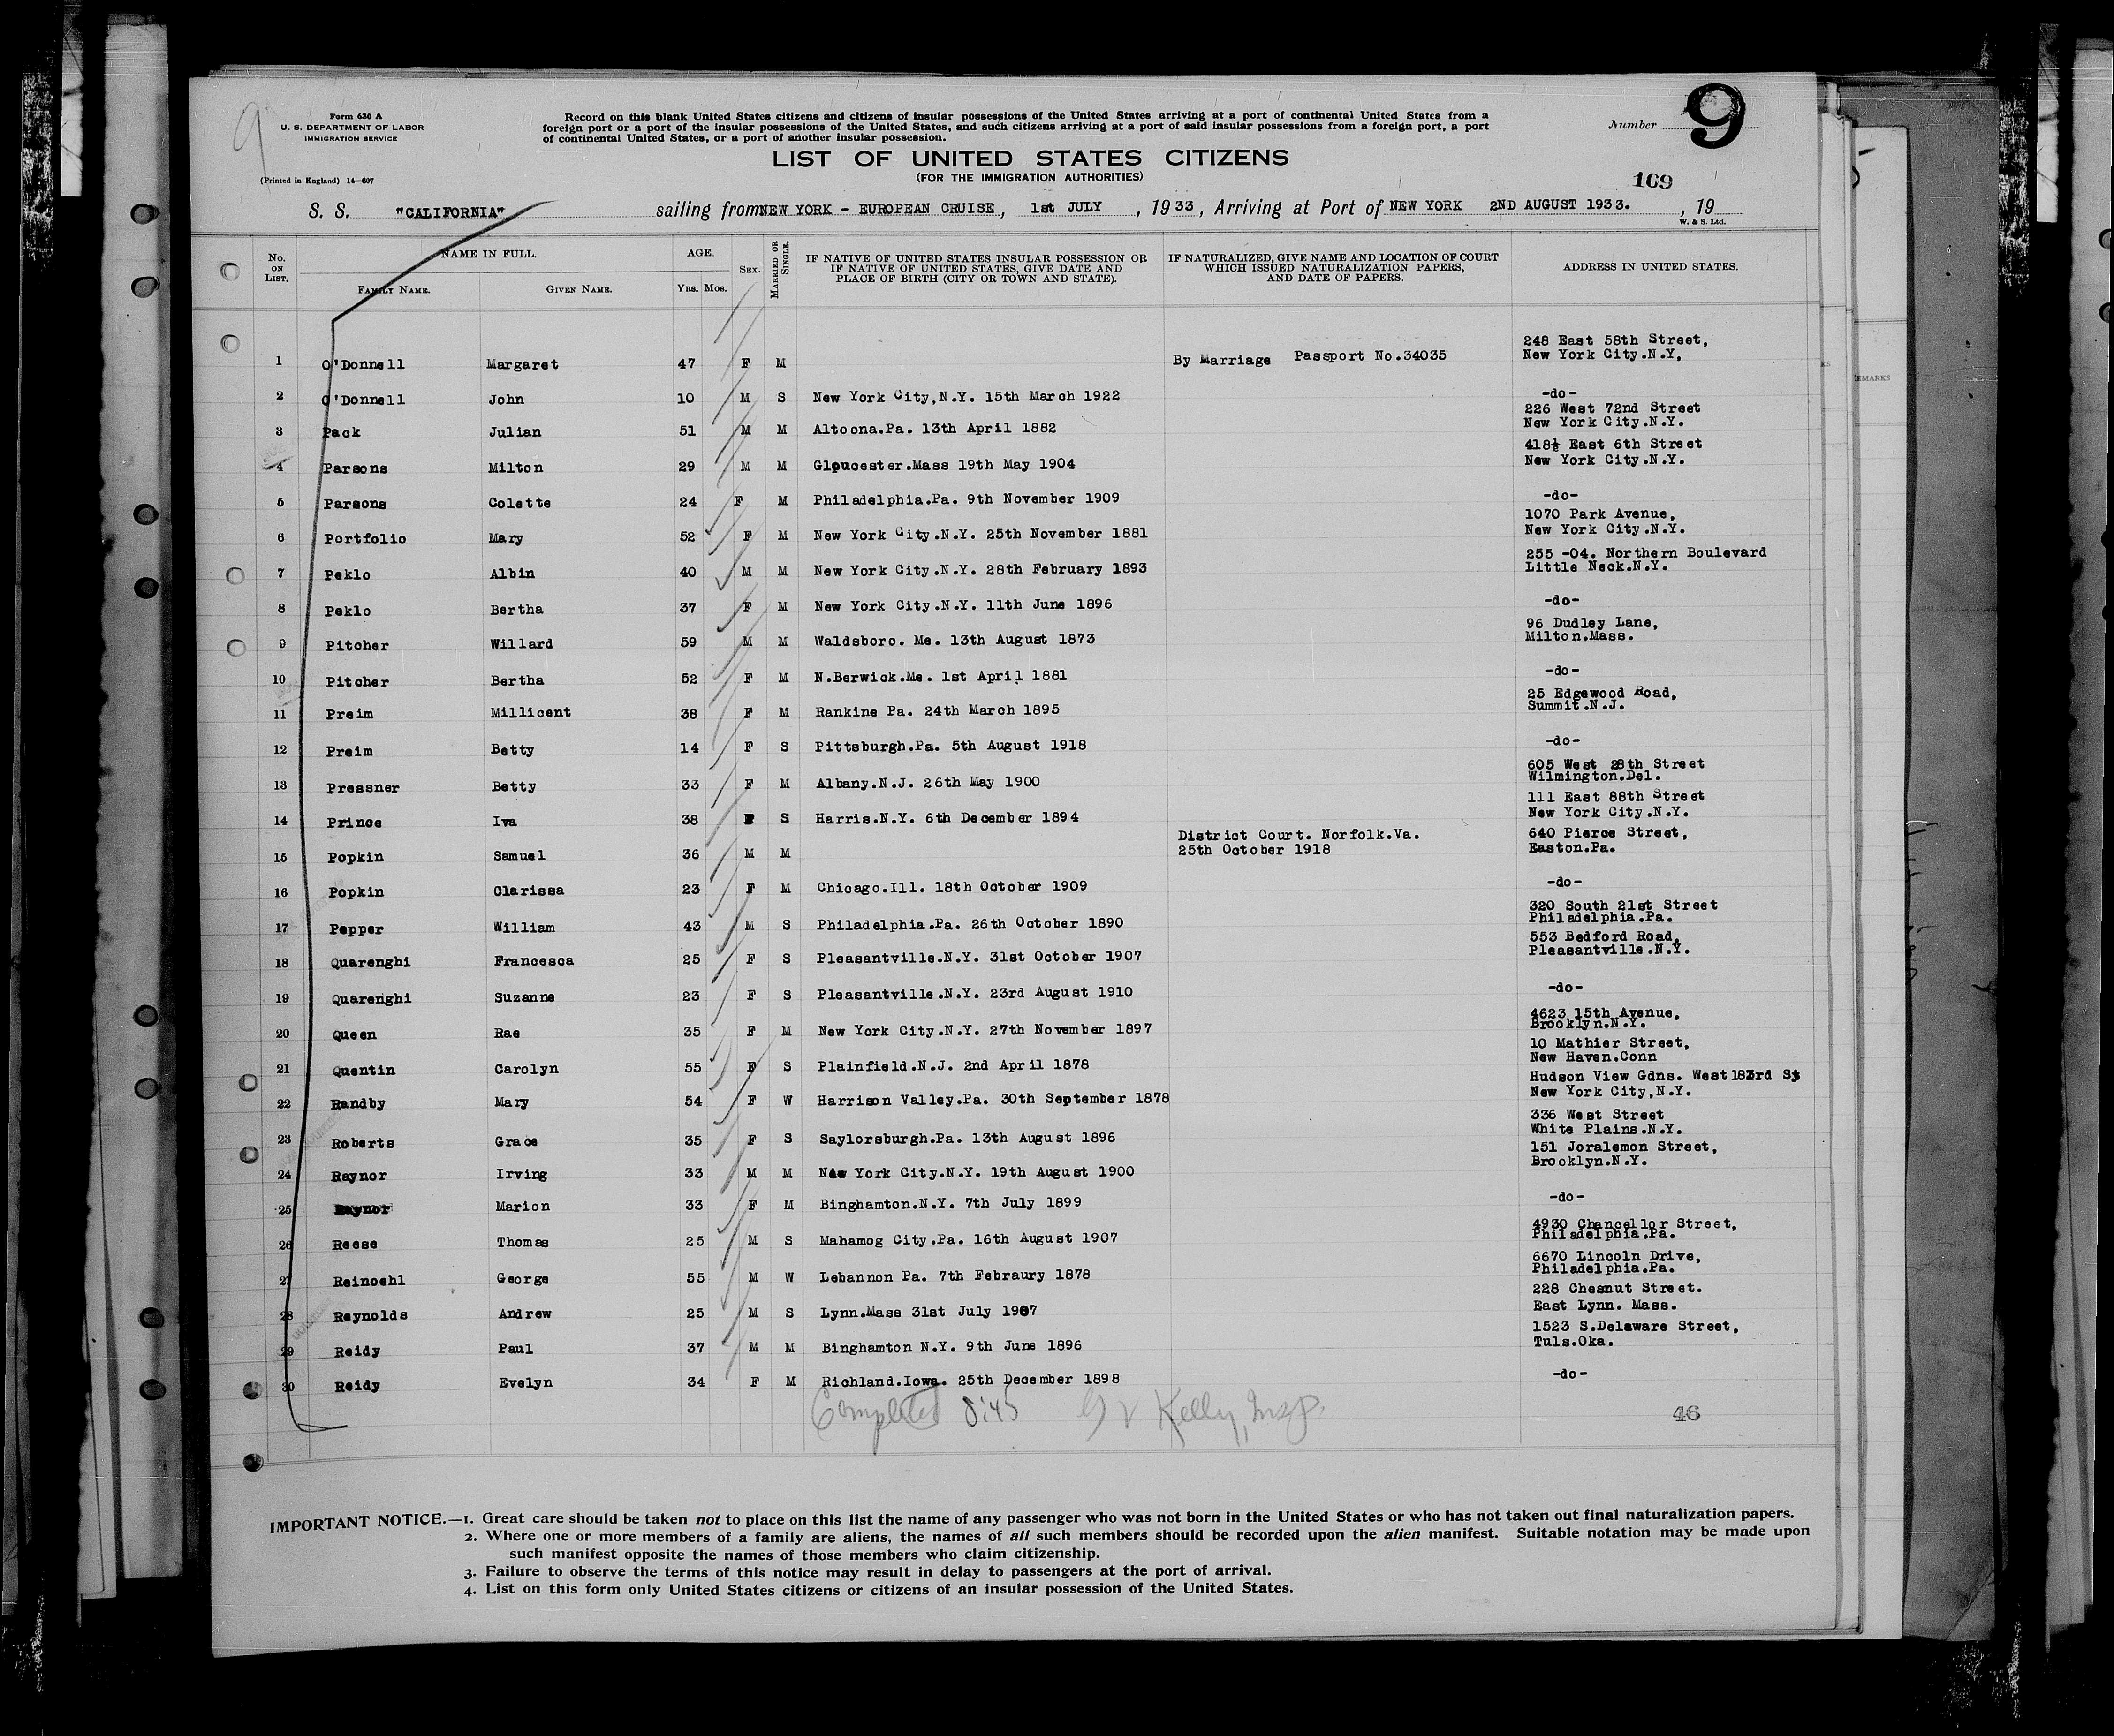 9
Form 630 A
U. S. DEPARTMENT OF LABOR
IMMIGRATION SERVICE
(Printed in England) 14—607
Record on this blank United States citizens and citizens of insular possessions of the United States arriving at a port of continental United States from a
foreign port or a port of the insular possessions of the United States, and such citizens arriving at a port of said insular possessions from a foreign port, a port
of continental United States, or a port of another insular possession.
Number 9
LIST OF UNITED STATES CITIZENS
(FOR THE IMMIGRATION AUTHORITIES)
169
S. S. "CALIFORNIA" sailing from NEW YORK - EUROPEAN CRUISE, 1st JULY, 1933, Arriving at Port of NEW YORK 2ND AUGUST 1933., 19
W. & S. Ltd.
No. ON LIST. NAME IN FULL. AGE. SEX. MARRIED OR SINGLE. IF NATIVE OF UNITED STATES INSULAR POSSESSION OR IF NATIVE OF UNITED STATES, GIVE DATE AND PLACE OF BIRTH (CITY OR TOWN AND STATE). IF NATURALIZED, GIVE NAME AND LOCATION OF COURT WHICH ISSUED NATURALIZATION PAPERS, AND DATE OF PAPERS. ADDRESS IN UNITED STATES.
FAMILY NAME. GIVEN NAME. YRS. MOS.
1 O'Donnell Margaret 47 F M By Marriage Passport No.34035 248 East 58th Street, New York City.N.Y,
2 O'Donnell John 10 M S New York City,N.Y. 15th March 1922 -do-
3 Pack Julian 51 M M Altoona.Pa. 13th April 1882 226 West 72nd Street New York City.N.Y.
4 Parsons Milton 29 M M Gloucester.Mass 19th May 1904 418½ East 6th Street New York City.N.Y.
5 Parsons Colette 24 F M Philadelphia.Pa. 9th November 1909 -do-
6 Portfolio Mary 52 F M New York City.N.Y. 25th November 1881 1070 Park Avenue, New York City.N.Y.
7 Peklo Albin 40 M M New York City.N.Y. 28th February 1893 255 -04. Northern Boulevard Little Neck.N.Y.
8 Peklo Bertha 37 F M New York City.N.Y. 11th June 1896 -do-
9 Pitcher Willard 59 M M Waldsboro. Me. 13th August 1873 96 Dudley Lane, Milton.Mass.
10 Pitcher Bertha 52 F M N.Berwick.Me. 1st April 1881 -do-
11 Preim Millicent 38 F M Rankine Pa. 24th March 1895 25 Edgewood Road, Summit.N.J.
12 Preim Betty 14 F S Pittsburgh.Pa. 5th August 1918 -do-
13 Pressner Betty 33 F M Albany.N.J. 26th May 1900 605 West 28th Street Wilmington.Del.
14 Prince Iva 38 F S Harris.N.Y. 6th December 1894 111 East 88th Street New York City.N.Y.
15 Popkin Samuel 36 M M District Court. Norfolk.Va. 25th October 1918 640 Pierce Street, Easton.Pa.
16 Popkin Clarissa 23 F M Chicago.Ill. 18th October 1909 -do-
17 Pepper William 43 M S Philadelphia.Pa. 26th October 1890 320 South 21st Street Philadelphia.Pa.
18 Quarenghi Francesca 25 F S Pleasantville.N.Y. 31st October 1907 553 Bedford Road, Pleasantville.N.Y.
19 Quarenghi Suzanne 23 F S Pleasantville.N.Y. 23rd August 1910 -do-
20 Queen Rae 35 F M New York City.N.Y. 27th November 1897 4623 15th Avenue, Brooklyn.N.Y.
21 Quentin Carolyn 55 F S Plainfield.N.J. 2nd April 1878 10 Mathier Street, New Haven.Conn
22 Randby Mary 54 F W Harrison Valley.Pa. 30th September 1878 Hudson View Gdns. West 183rd St New York City,N.Y.
23 Roberts Grace 35 F S Saylorsburgh.Pa. 13th August 1896 336 West Street White Plains.N.Y.
24 Raynor Irving 33 M M New York City.N.Y. 19th August 1900 151 Joralemon Street, Brooklyn.N.Y.
25 Raynor Marion 33 F M Binghamton.N.Y. 7th July 1899 -do-
26 Reese Thomas 25 M S Mahamog City.Pa. 16th August 1907 4930 Chancellor Street, Philadelphia.Pa.
27 Reinoehl George 55 M W Lebannon Pa. 7th Febraury 1878 6670 Lincoln Drive, Philadelphia.Pa.
28 Reynolds Andrew 25 M S Lynn.Mass 31st July 1907 228 Chesnut Street. East Lynn. Mass.
29 Reidy Paul 37 M M Binghamton N.Y. 9th June 1896 1523 S.Delaware Street, Tuls.Oka.
30 Reidy Evelyn 34 F M Richland.Iowa. 25th December 1898 -do-
Completed 8:45 Kelly, Insp.
46
IMPORTANT NOTICE.—1. Great care should be taken not to place on this list the name of any passenger who was not born in the United States or who has not taken out final naturalization papers.
2. Where one or more members of a family are aliens, the names of all such members should be recorded upon the alien manifest. Suitable notation may be made upon
such manifest opposite the names of those members who claim citizenship.
3. Failure to observe the terms of this notice may result in delay to passengers at the port of arrival.
4. List on this form only United States citizens or citizens of an insular possession of the United States.